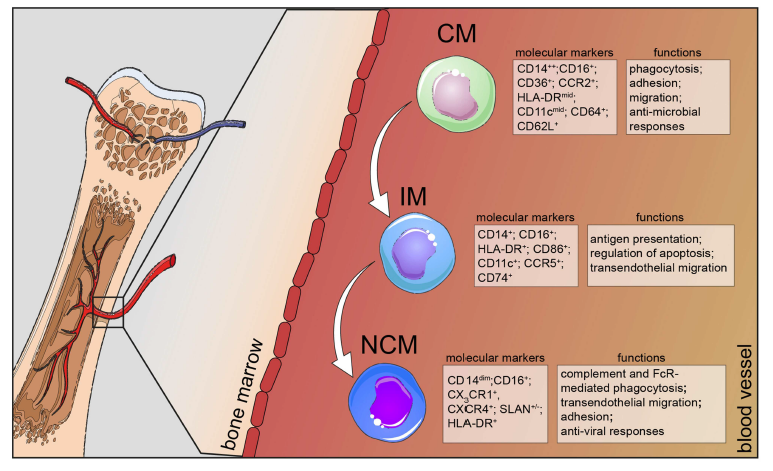 CM
molecular markers
CD14⁺⁺;CD16⁺;
CD36⁺; CCR2⁺;
HLA-DRᵐⁱᵈ;
CD11cᵐⁱᵈ; CD64⁺;
CD62L⁺
functions
phagocytosis;
adhesion;
migration;
anti-microbial
responses
IM
molecular markers
CD14⁺; CD16⁺;
HLA-DR⁺; CD86⁺;
CD11c⁺; CCR5⁺;
CD74⁺
functions
antigen presentation;
regulation of apoptosis;
transendothelial migration
NCM
molecular markers
CD14ᵈⁱᵐ;CD16⁺;
CX₃CR1⁺,
CXCR4⁺; SLAN⁺/⁻;
HLA-DR⁺
functions
complement and FcR-
mediated phagocytosis;
transendothelial migration;
adhesion;
anti-viral responses
bone marrow
blood vessel